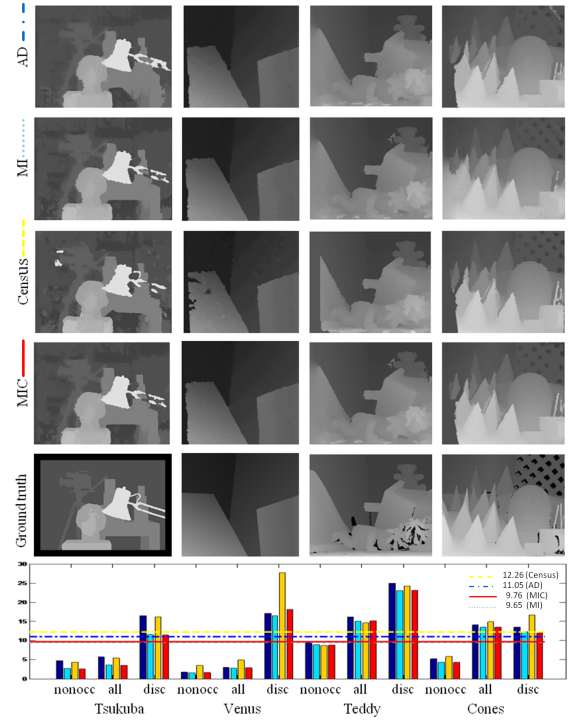 AD
MI
Census
MIC
Ground truth
30
25
20
15
10
5
0
12.26 (Census)
11.05 (AD)
9.76 (MIC)
9.65 (MI)
nonocc all disc nonocc all disc nonocc all disc nonocc all disc
Tsukuba Venus Teddy Cones